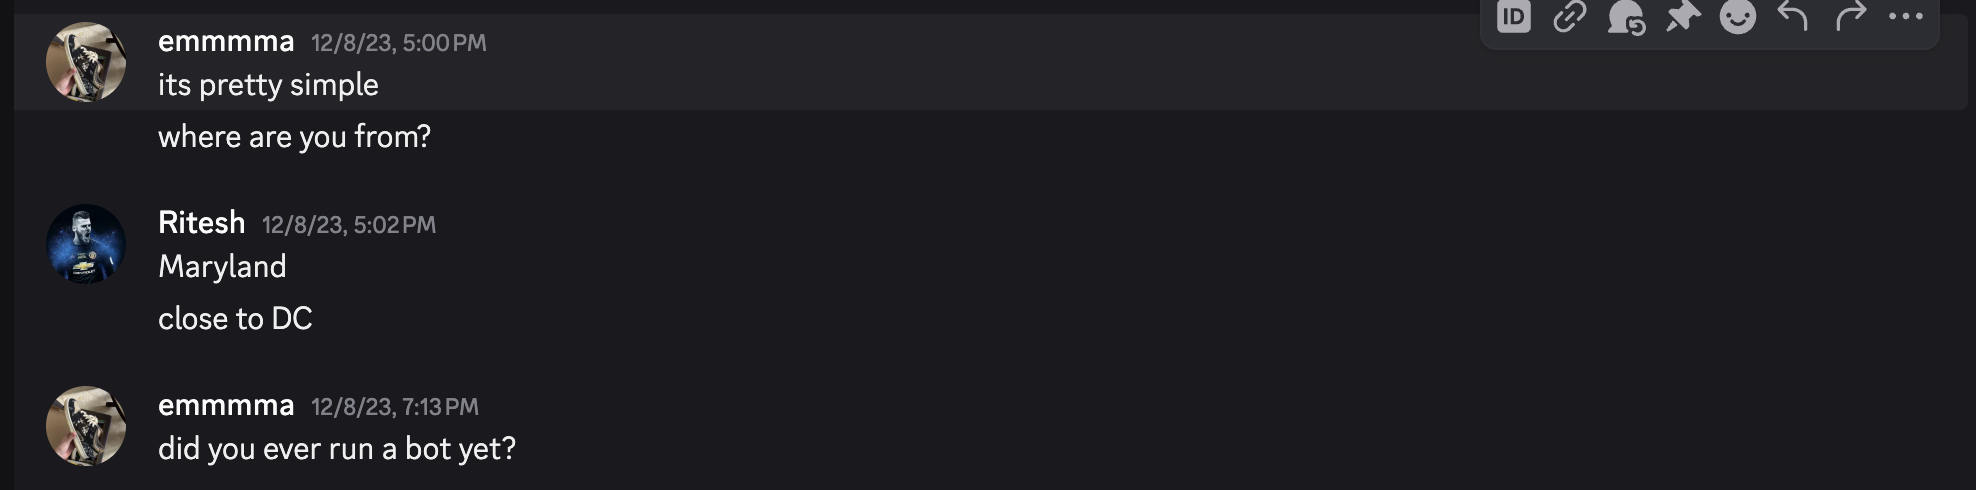 emmmma 12/8/23, 5:00 PM
its pretty simple
where are you from?
Ritesh 12/8/23, 5:02 PM
Maryland
close to DC
emmmma 12/8/23, 7:13 PM
did you ever run a bot yet?
ID